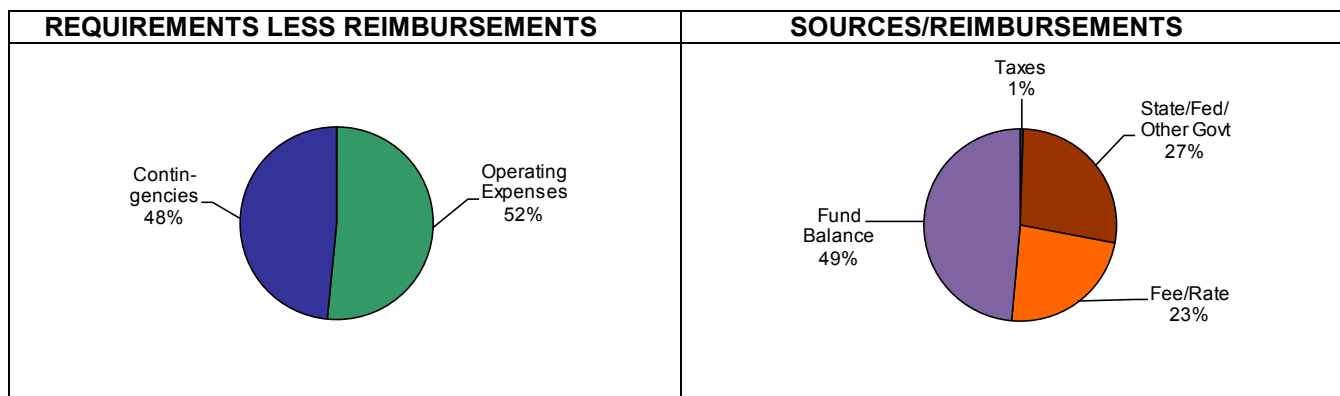 REQUIREMENTS LESS REIMBURSEMENTS
Contin-
gencies
48%
Operating
Expenses
52%
SOURCES/REIMBURSEMENTS
Taxes
1%
State/Fed/
Other Govt
27%
Fund
Balance
49%
Fee/Rate
23%